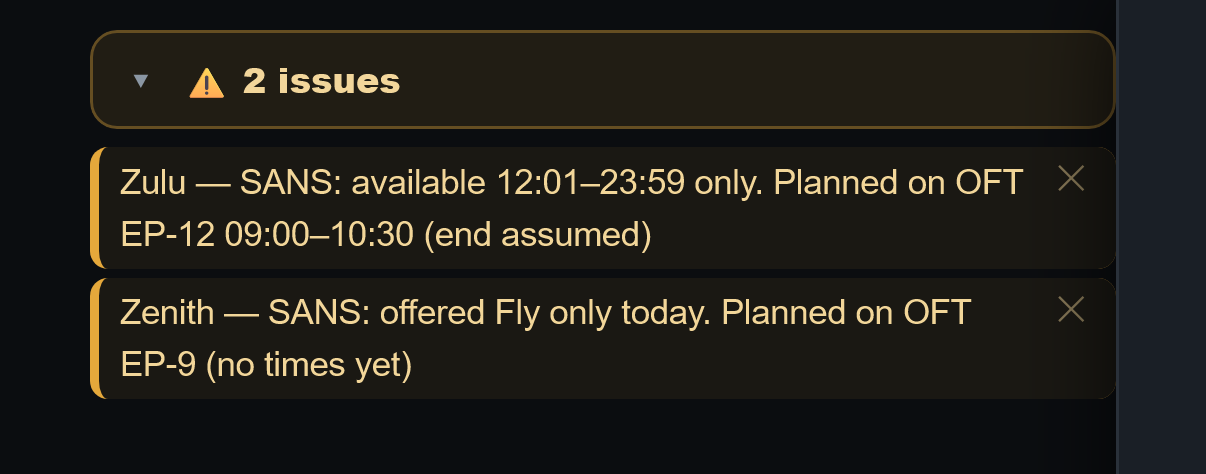 2 issues
Zulu — SANS: available 12:01–23:59 only. Planned on OFT
EP-12 09:00–10:30 (end assumed)
Zenith — SANS: offered Fly only today. Planned on OFT
EP-9 (no times yet)